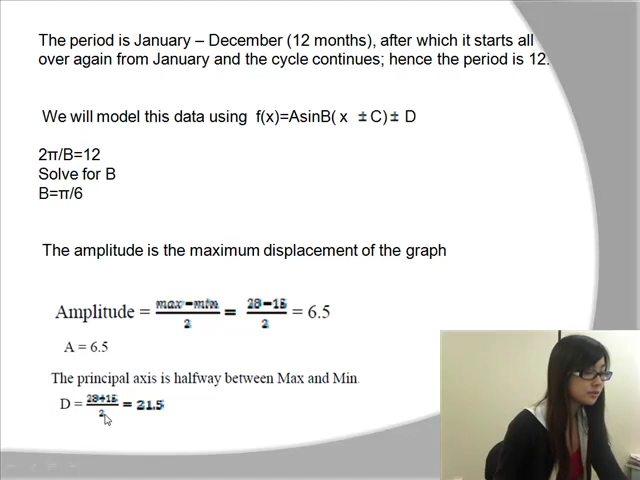 The period is January – December (12 months), after which it starts all
over again from January and the cycle continues; hence the period is 12.
We will model this data using f(x)=AsinB( x ± C) ± D
2π/B=12
Solve for B
B=π/6
The amplitude is the maximum displacement of the graph
Amplitude = max−min/2 = 28−15/2 = 6.5
A = 6.5
The principal axis is halfway between Max and Min.
D = 28+15/2 = 21.5